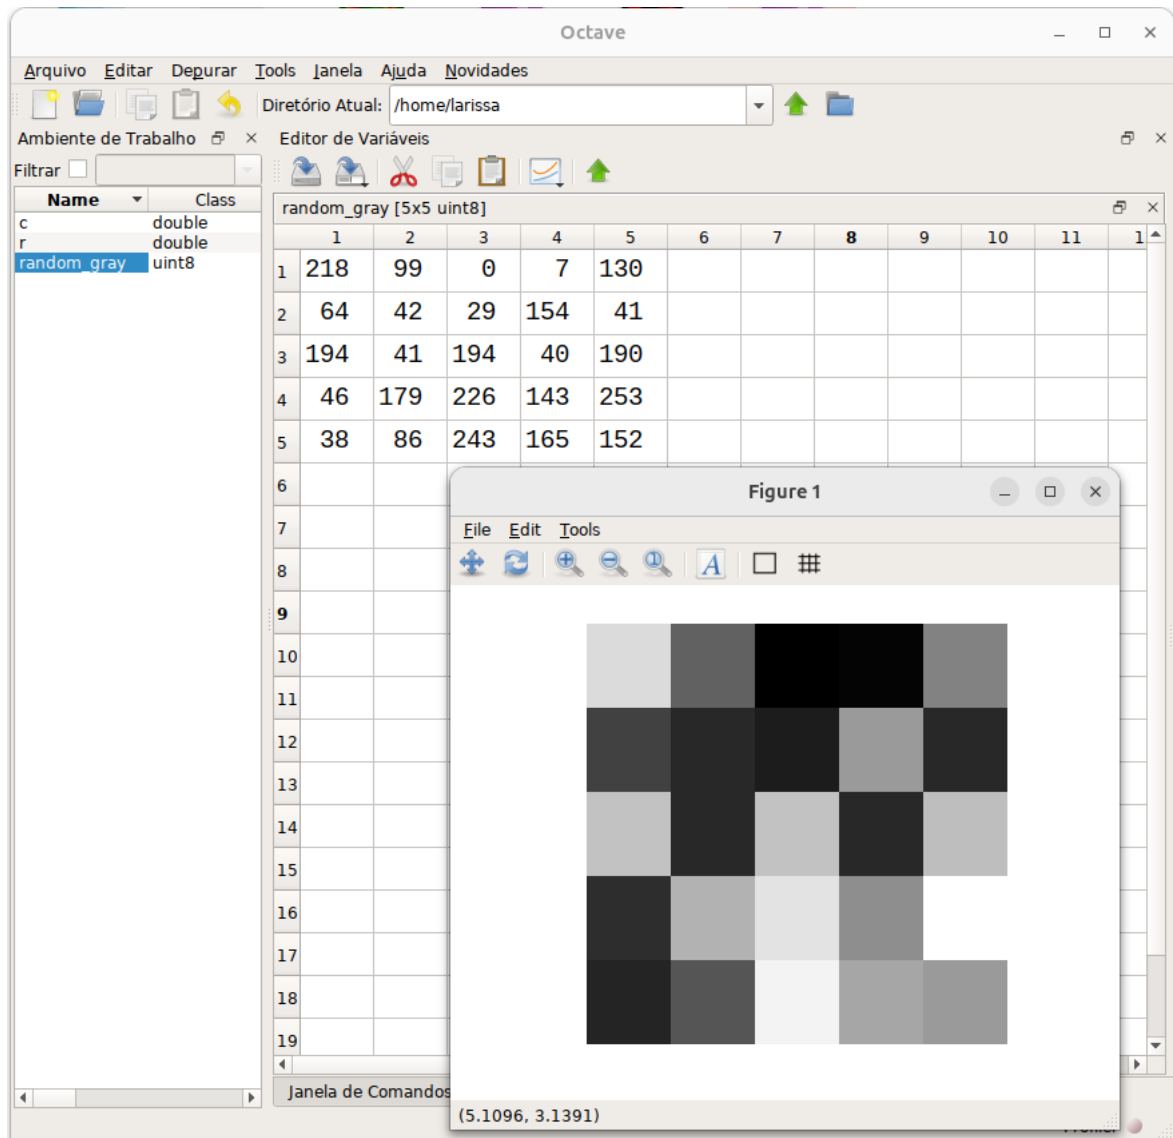 Octave
Arquivo Editar Depurar Tools Janela Ajuda Novidades
Diretório Atual: /home/larissa
Ambiente de Trabalho
Editor de Variáveis
Filtrar
Name Class
c double
r double
random_gray uint8
random_gray [5x5 uint8]
1 2 3 4 5 6 7 8 9 10 11 1
1 218 99 0 7 130
2 64 42 29 154 41
3 194 41 194 40 190
4 46 179 226 143 253
5 38 86 243 165 152
6
7
8
9
10
11
12
13
14
15
16
17
18
19
Janela de Comandos
Figure 1
File Edit Tools
A
(5.1096, 3.1391)